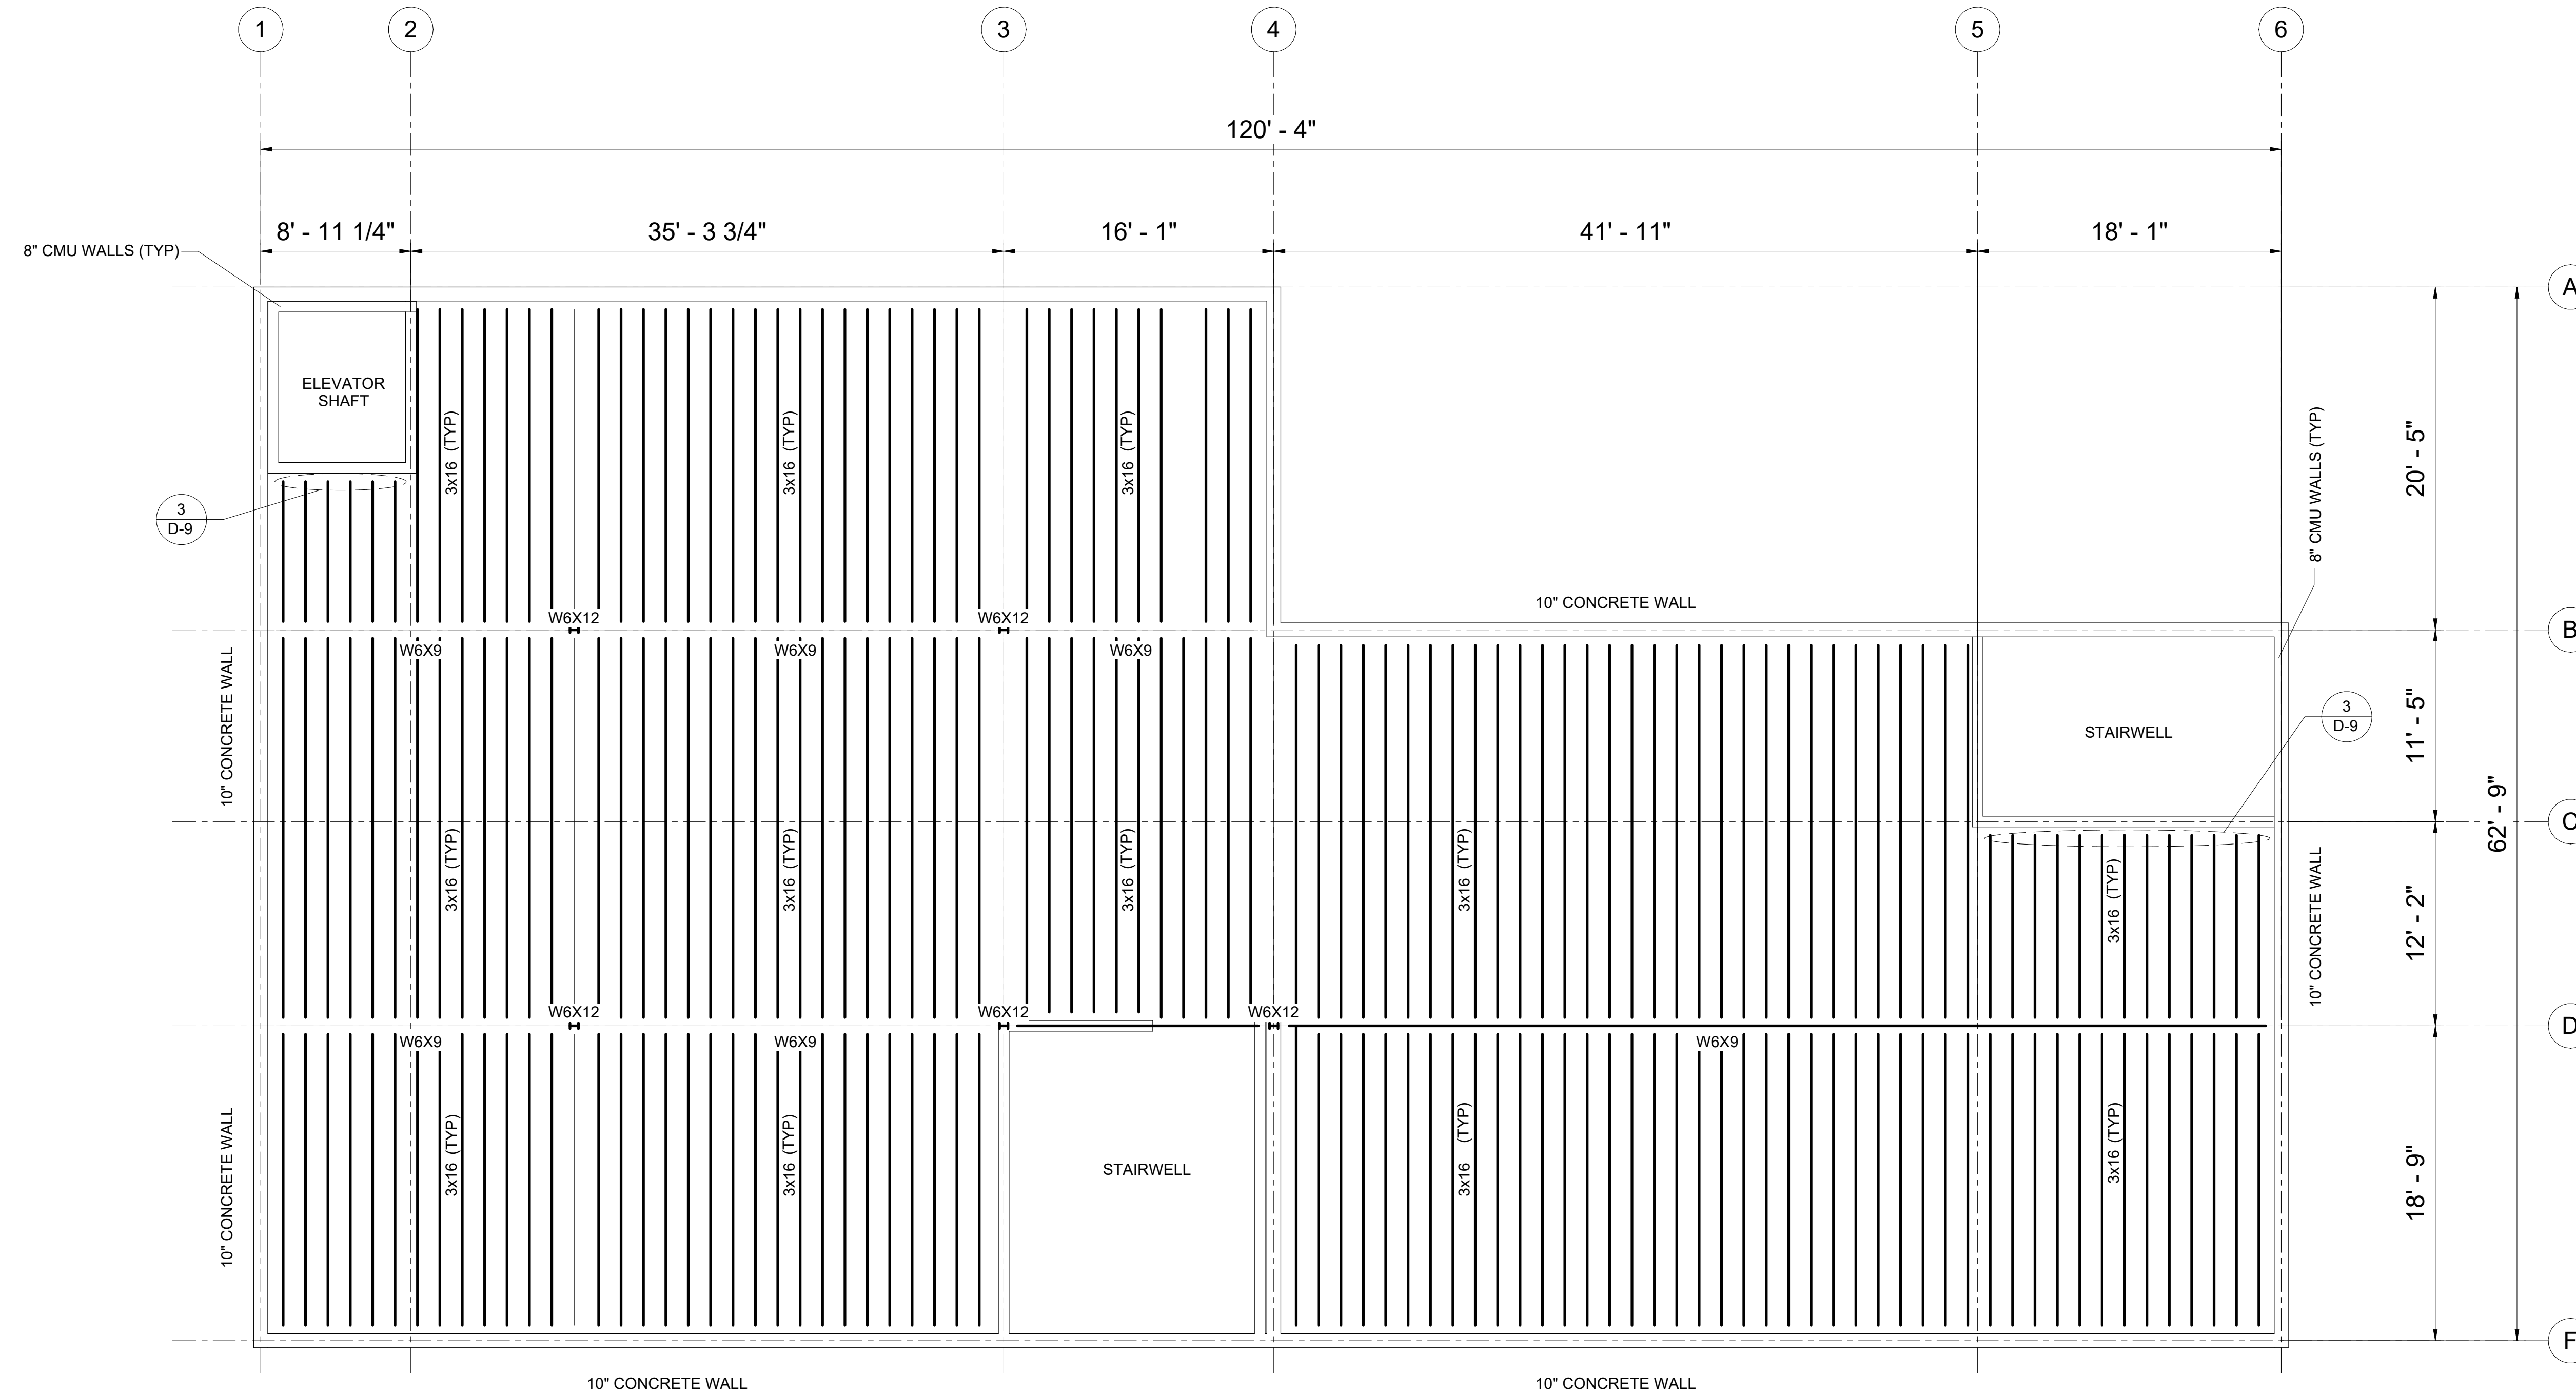 1 2 3 4 5 6
120' - 4"
8' - 11 1/4" 35' - 3 3/4" 16' - 1" 41' - 11" 18' - 1"
8" CMU WALLS (TYP)
A
ELEVATOR
SHAFT
3x16 (TYP) 3x16 (TYP) 3x16 (TYP)
8" CMU WALLS (TYP)
20' - 5"
3
D-9
10" CONCRETE WALL
W6X12 W6X12
B
W6X9 W6X9 W6X9
10" CONCRETE WALL
STAIRWELL
3
D-9
11' - 5"
62' - 9"
C
3x16 (TYP) 3x16 (TYP) 3x16 (TYP) 3x16 (TYP) 3x16 (TYP)
10" CONCRETE WALL
12' - 2"
W6X12 W6X12 W6X12
D
W6X9 W6X9 W6X9
10" CONCRETE WALL
3x16 (TYP) 3x16 (TYP) 3x16 (TYP) 3x16 (TYP)
STAIRWELL
18' - 9"
F
10" CONCRETE WALL 10" CONCRETE WALL